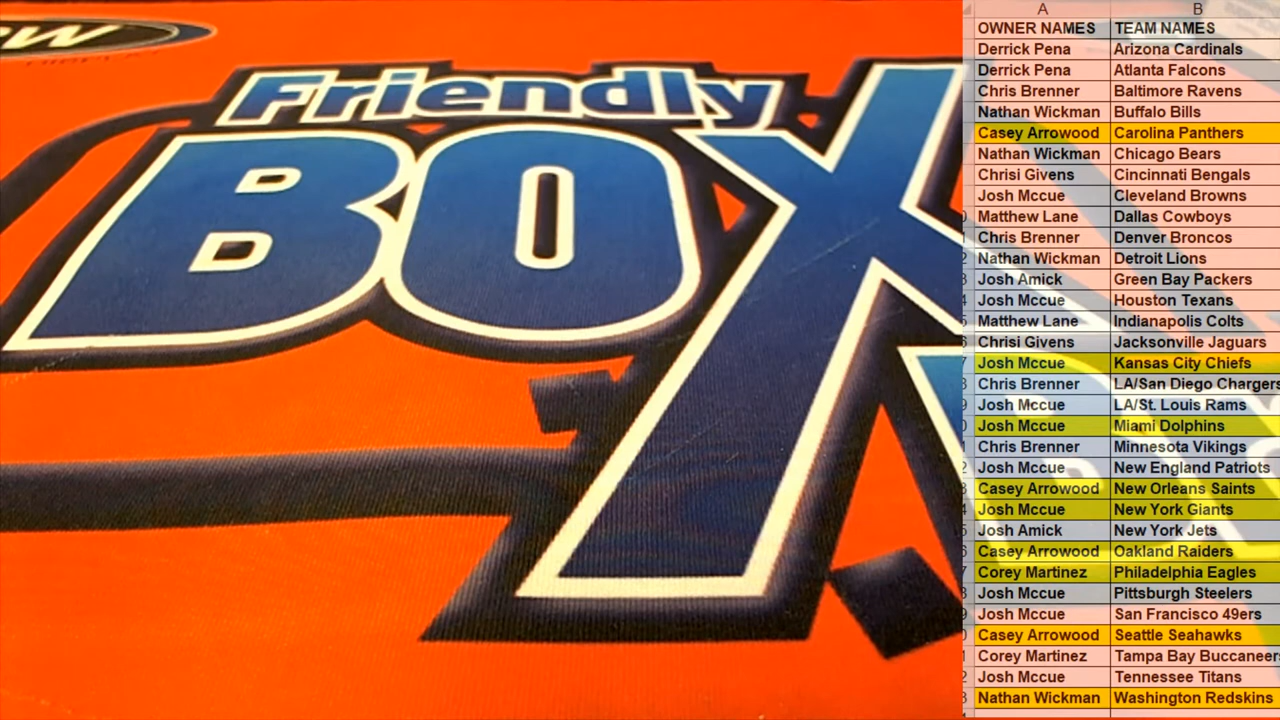 Friendly
BOX
A B
OWNER NAMES TEAM NAMES
Derrick Pena Arizona Cardinals
Derrick Pena Atlanta Falcons
Chris Brenner Baltimore Ravens
Nathan Wickman Buffalo Bills
Casey Arrowood Carolina Panthers
Nathan Wickman Chicago Bears
Chrisi Givens Cincinnati Bengals
Josh Mccue Cleveland Browns
Matthew Lane Dallas Cowboys
Chris Brenner Denver Broncos
Nathan Wickman Detroit Lions
Josh Amick Green Bay Packers
Josh Mccue Houston Texans
Matthew Lane Indianapolis Colts
Chrisi Givens Jacksonville Jaguars
Josh Mccue Kansas City Chiefs
Chris Brenner LA/San Diego Chargers
Josh Mccue LA/St. Louis Rams
Josh Mccue Miami Dolphins
Chris Brenner Minnesota Vikings
Josh Mccue New England Patriots
Casey Arrowood New Orleans Saints
Josh Mccue New York Giants
Josh Amick New York Jets
Casey Arrowood Oakland Raiders
Corey Martinez Philadelphia Eagles
Josh Mccue Pittsburgh Steelers
Josh Mccue San Francisco 49ers
Casey Arrowood Seattle Seahawks
Corey Martinez Tampa Bay Buccaneers
Josh Mccue Tennessee Titans
Nathan Wickman Washington Redskins